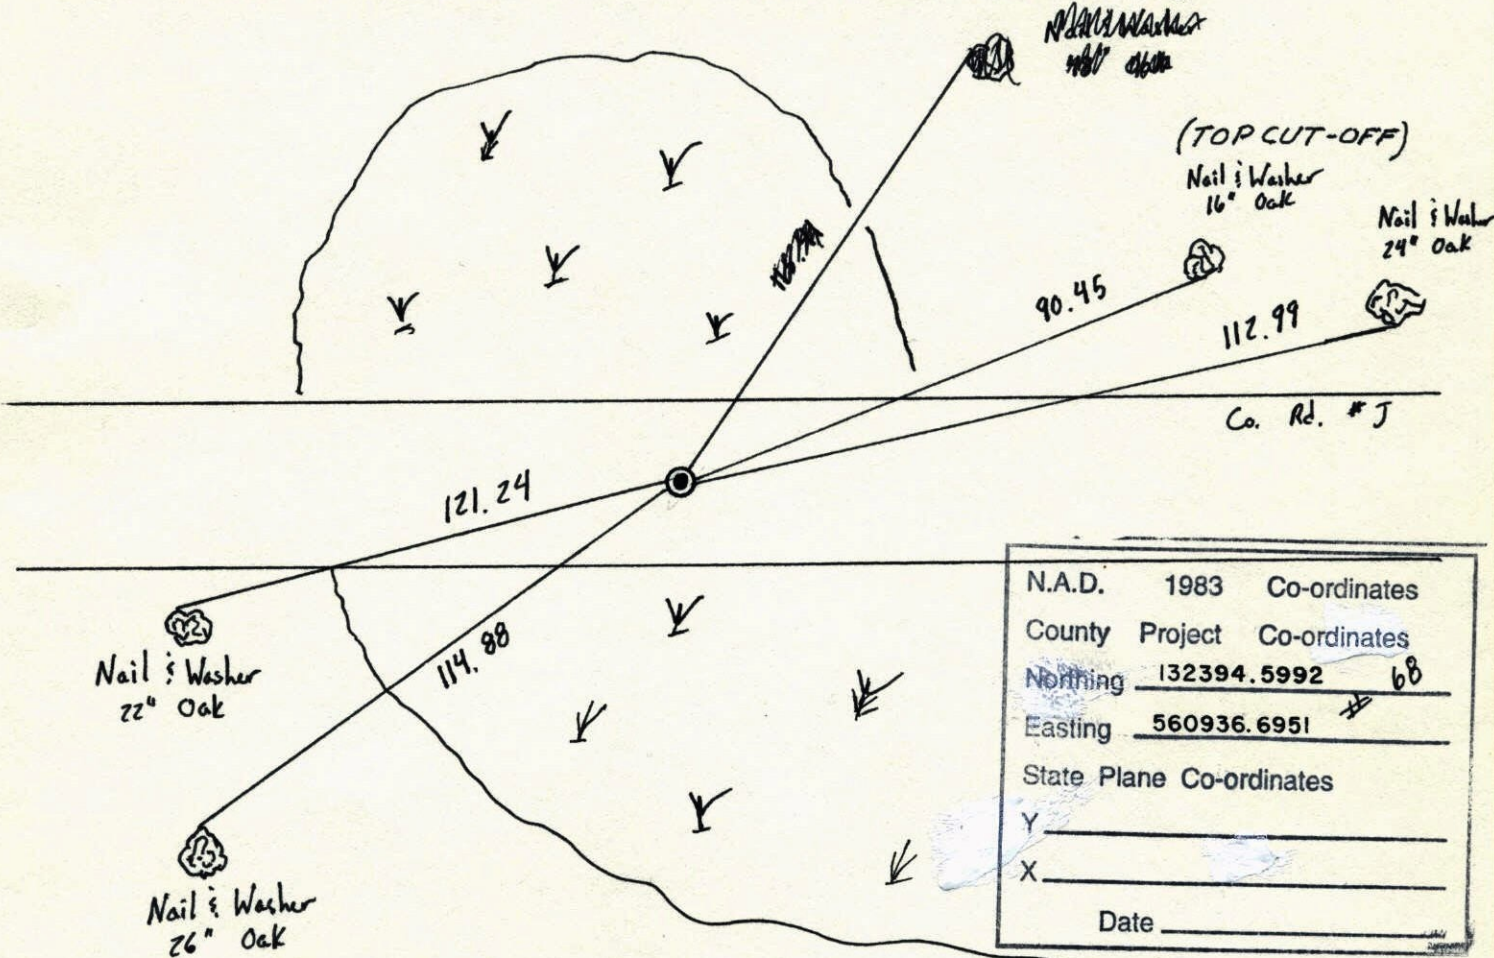 (TOP CUT-OFF)
Nail & Washer
16" Oak
Nail & Washer
24" Oak
90.45
112.99
Co. Rd. # J
121.24
114.88
Nail & Washer
22" Oak
Nail & Washer
26" Oak
N.A.D. 1983 Co-ordinates
County Project Co-ordinates
Northing 132394.5992 68
Easting 560936.6951 #
State Plane Co-ordinates
Y
X
Date